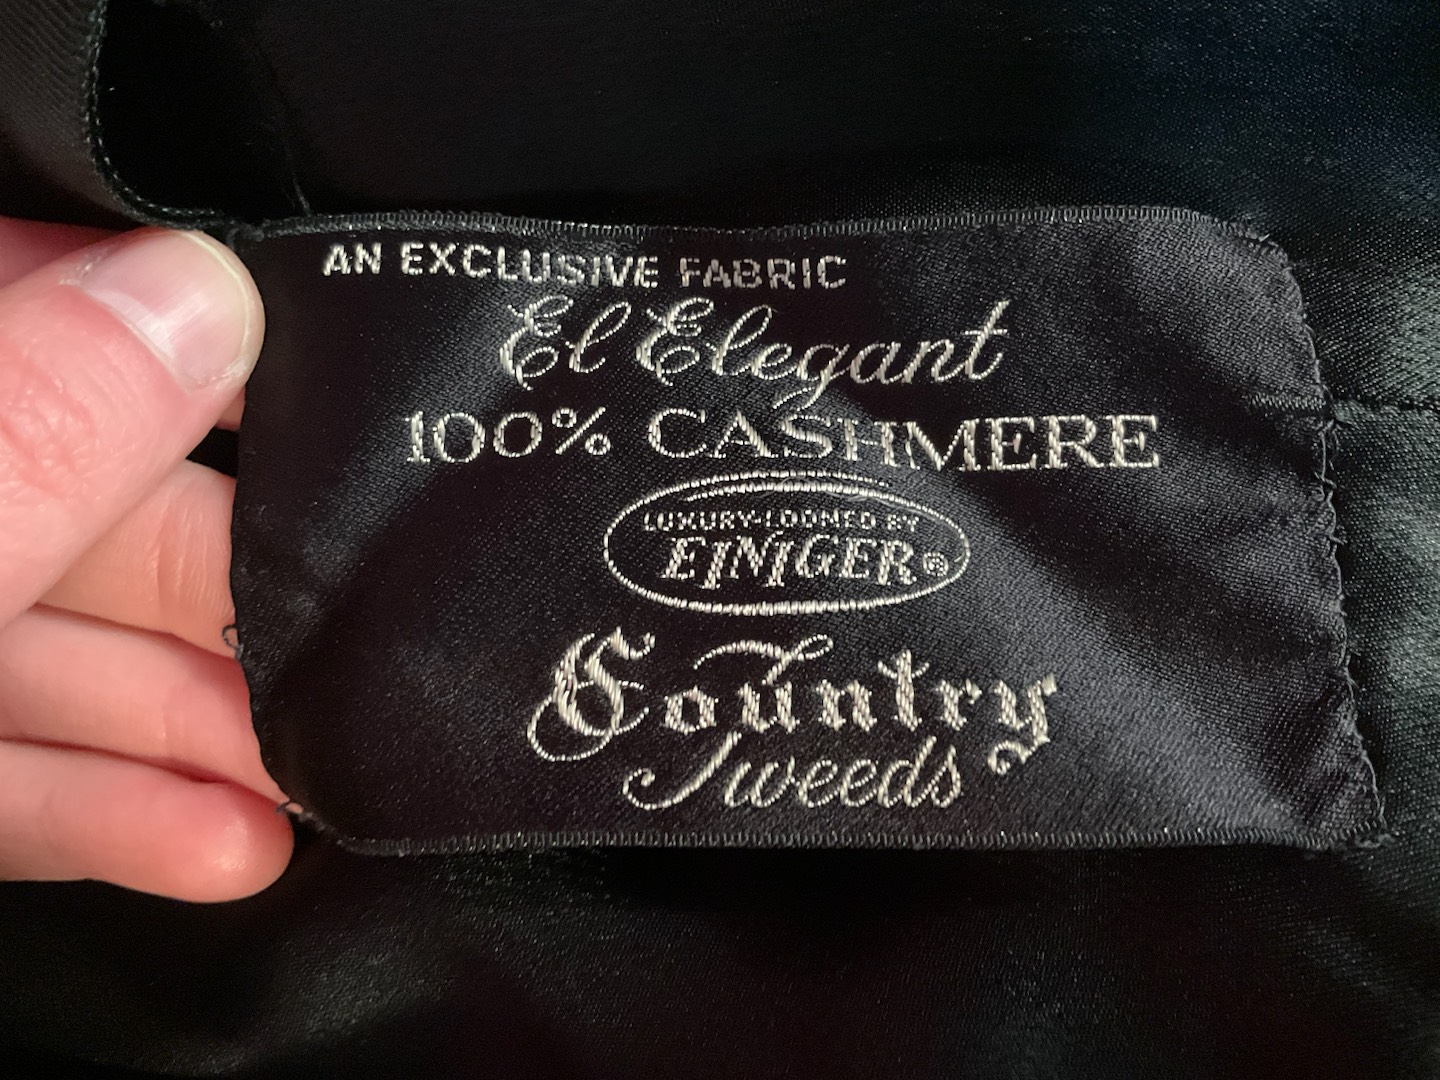 AN EXCLUSIVE FABRIC
El Elegant
100% CASHMERE
LUXURY-LOOMED BY
EINIGER®
Country
Tweeds